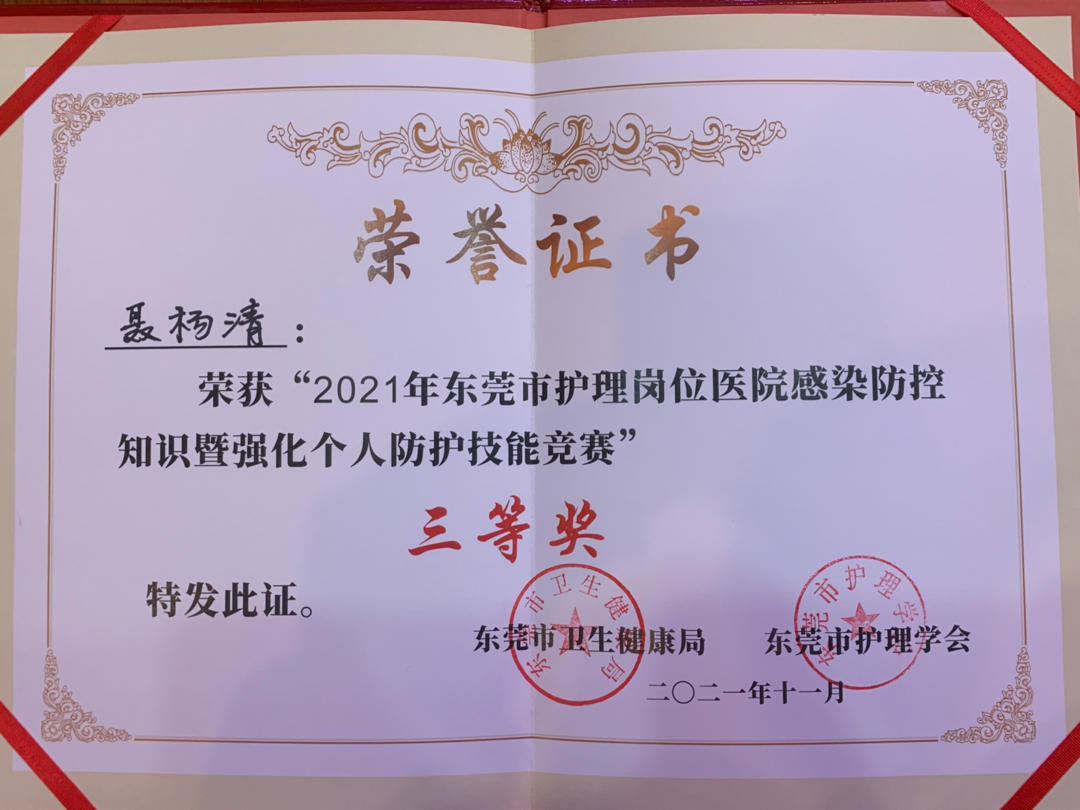 荣誉证书
聂杨清：
荣获“2021年东莞市护理岗位医院感染防控
知识暨强化个人防护技能竞赛”
三等奖
特发此证。
东莞市卫生健康局 东莞市护理学会
二〇二一年十一月